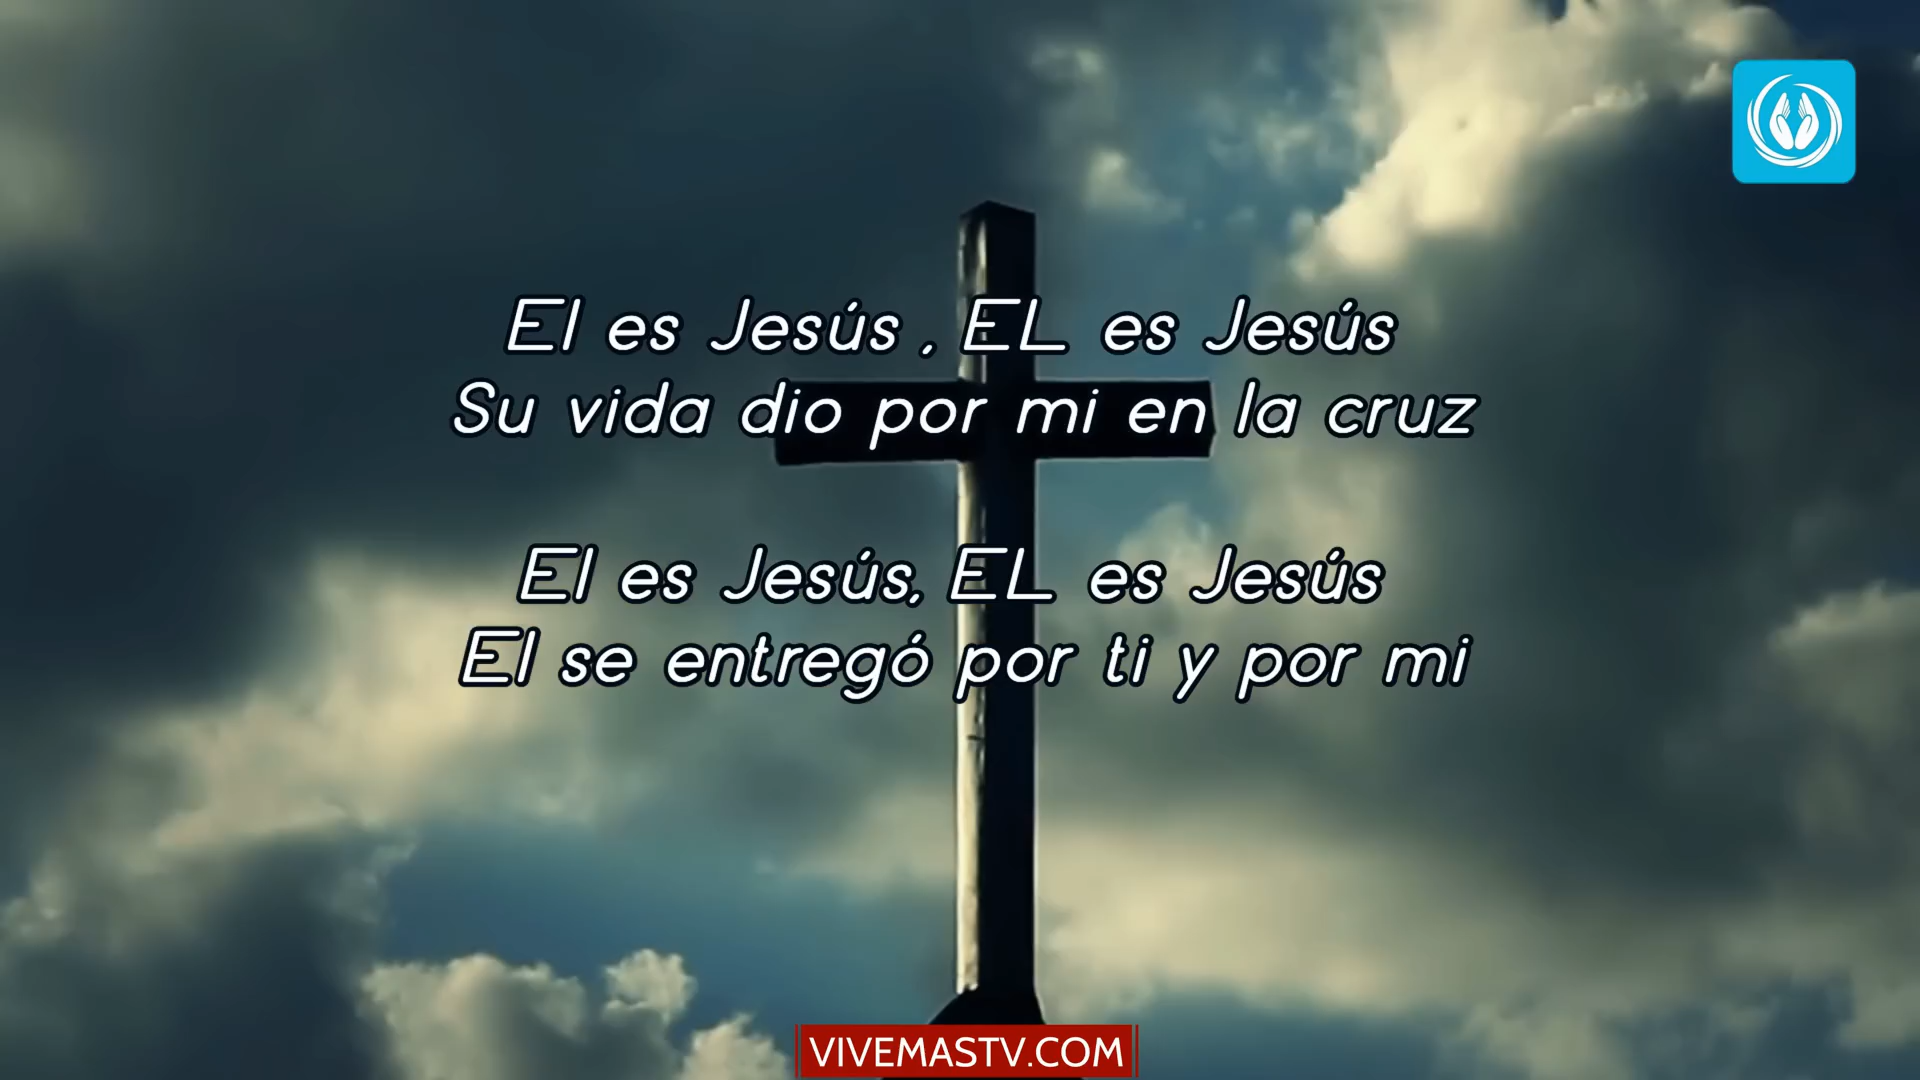 El es Jesús , EL es Jesús
Su vida dio por mi en la cruz
El es Jesús, EL es Jesús
El se entregó por ti y por mi
VIVEMASTV.COM